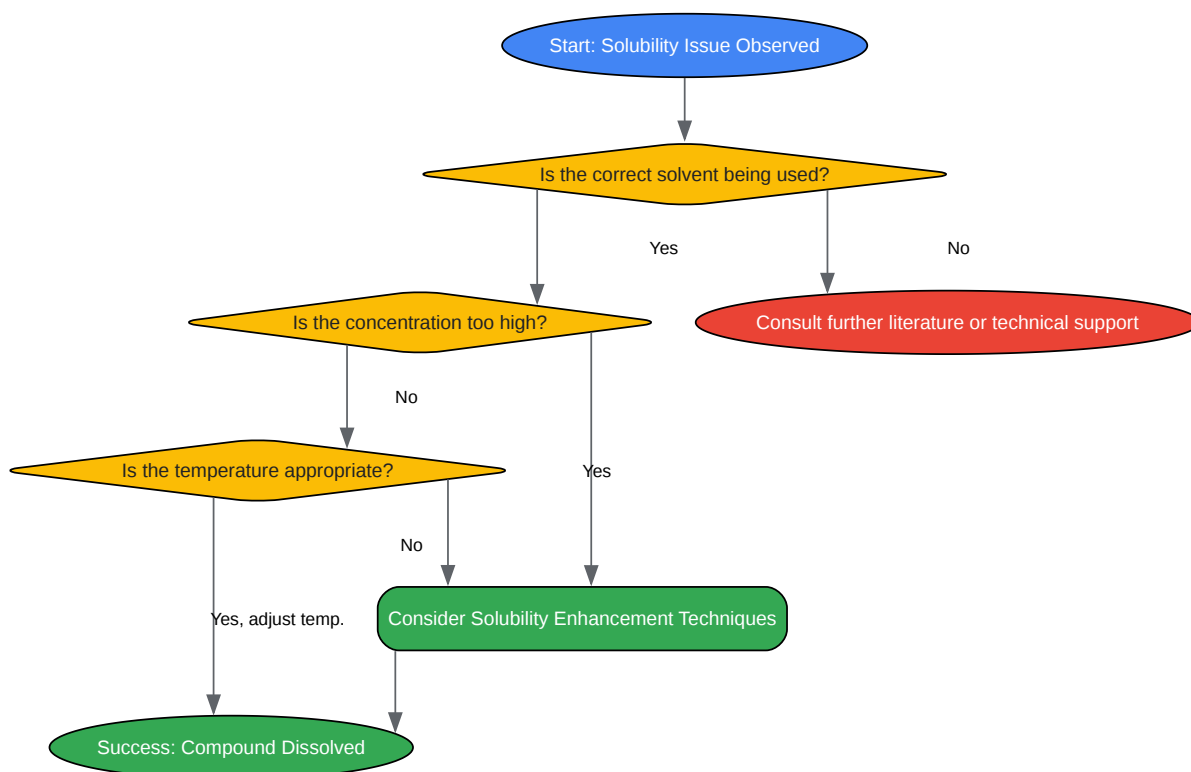 Start: Solubility Issue Observed
Is the correct solvent being used?
Yes
No
Is the concentration too high?
Consult further literature or technical support
No
Is the temperature appropriate?
Yes
No
Yes, adjust temp.
Consider Solubility Enhancement Techniques
Success: Compound Dissolved